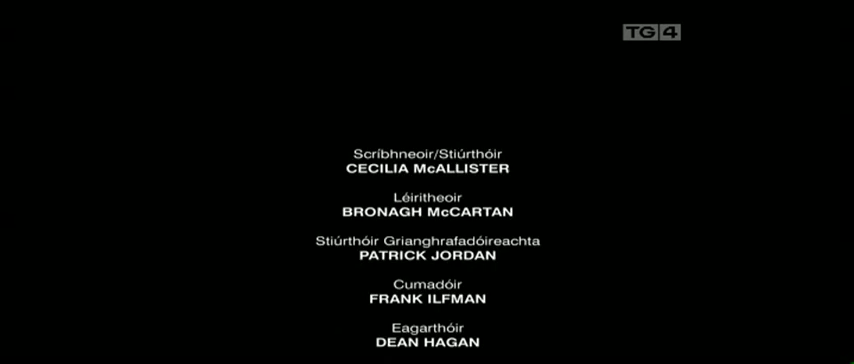 TG4
Scríbhneoir/Stiúrthóir
CECILIA McALLISTER
Léiritheoir
BRONAGH McCARTAN
Stiúrthóir Grianghrafadóireachta
PATRICK JORDAN
Cumadóir
FRANK ILFMAN
Eagarthóir
DEAN HAGAN